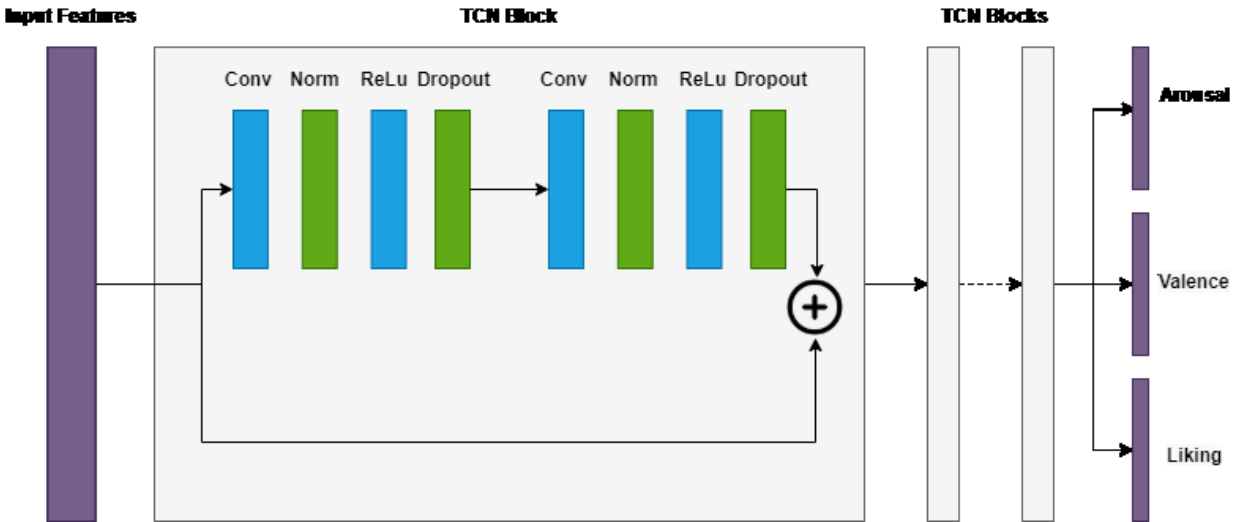 Input Features
TCN Block
TCN Blocks
Conv Norm ReLu Dropout Conv Norm ReLu Dropout
Arousal
Valence
Liking